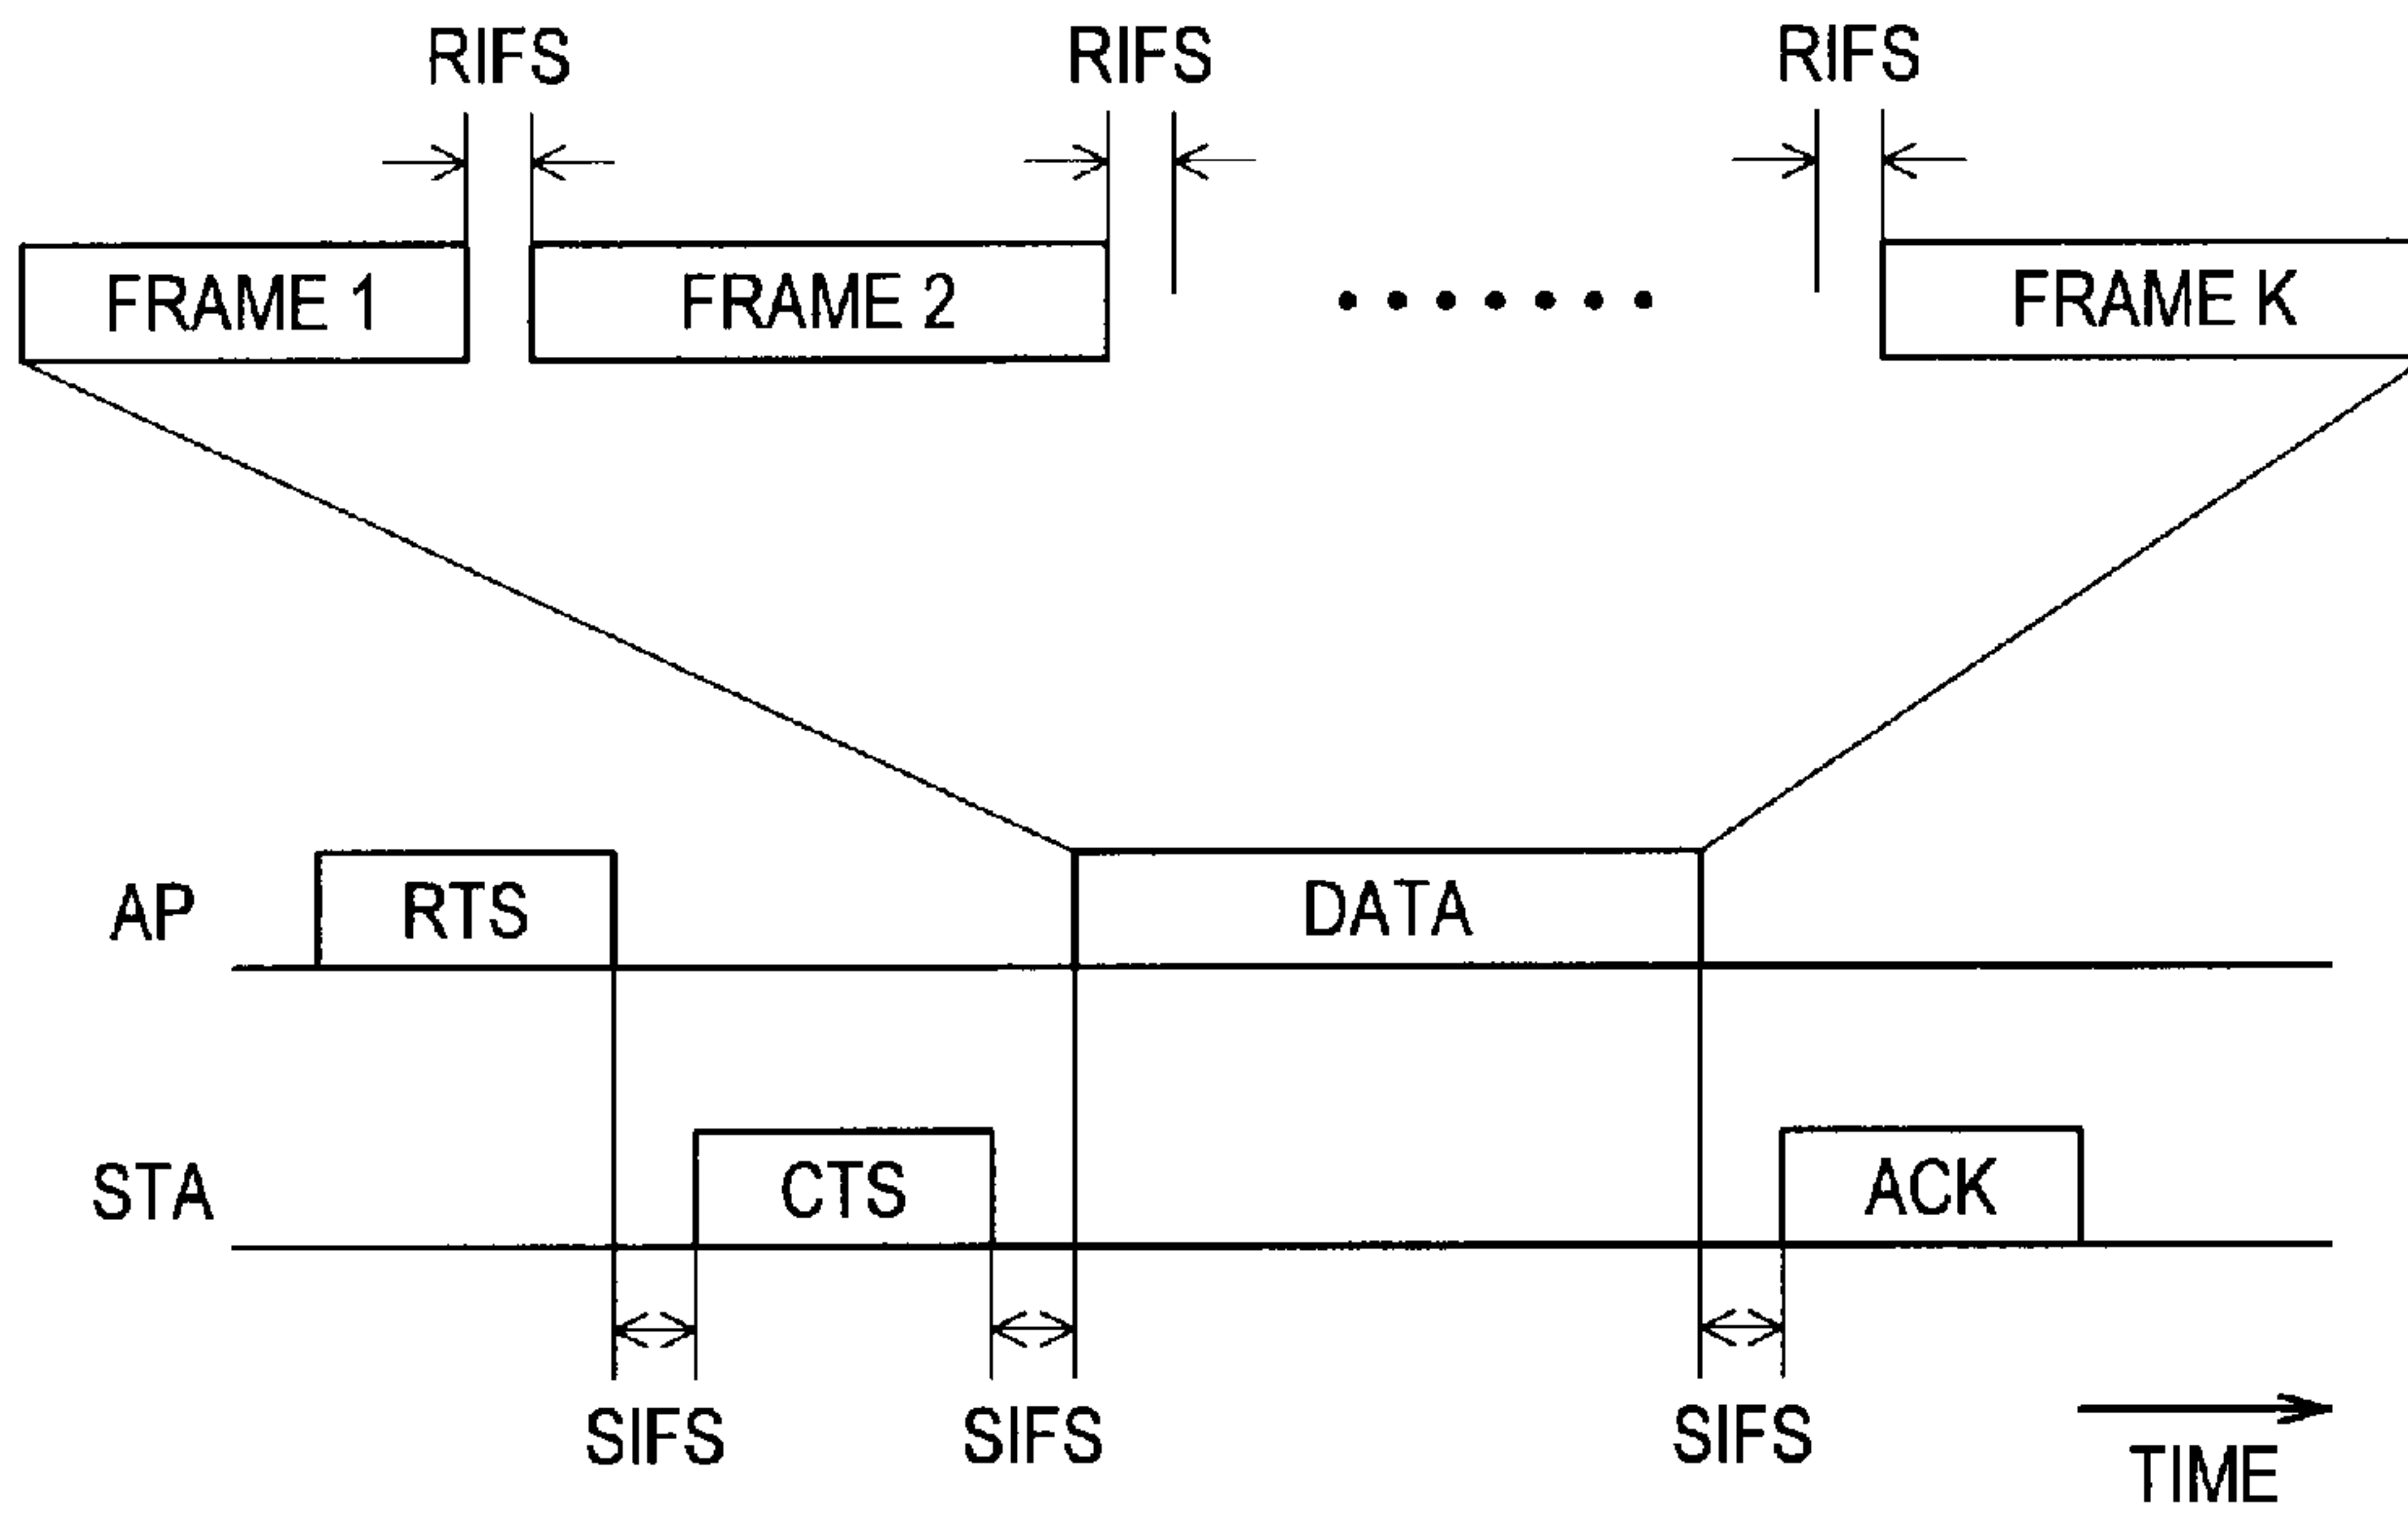 RIFS RIFS RIFS
FRAME 1 FRAME 2 ······· FRAME K
AP RTS DATA
STA CTS ACK
SIFS SIFS SIFS
TIME